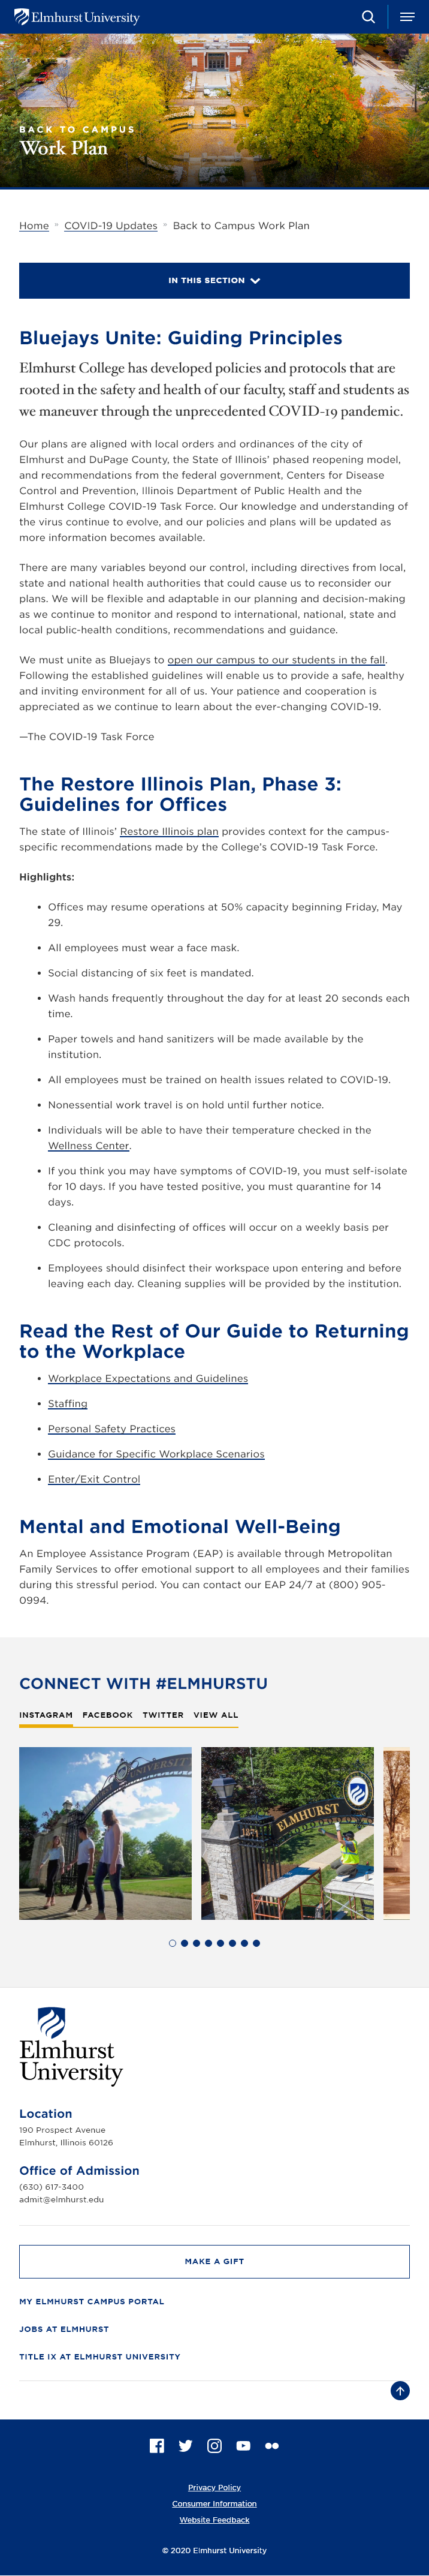 Elmhurst University
BACK TO CAMPUS
Work Plan
Home » COVID-19 Updates » Back to Campus Work Plan
IN THIS SECTION
Bluejays Unite: Guiding Principles
Elmhurst College has developed policies and protocols that are
rooted in the safety and health of our faculty, staff and students as
we maneuver through the unprecedented COVID-19 pandemic.
Our plans are aligned with local orders and ordinances of the city of
Elmhurst and DuPage County, the State of Illinois' phased reopening model,
and recommendations from the federal government, Centers for Disease
Control and Prevention, Illinois Department of Public Health and the
Elmhurst College COVID-19 Task Force. Our knowledge and understanding of
the virus continue to evolve, and our policies and plans will be updated as
more information becomes available.
There are many variables beyond our control, including directives from local,
state and national health authorities that could cause us to reconsider our
plans. We will be flexible and adaptable in our planning and decision-making
as we continue to monitor and respond to international, national, state and
local public-health conditions, recommendations and guidance.
We must unite as Bluejays to open our campus to our students in the fall.
Following the established guidelines will enable us to provide a safe, healthy
and inviting environment for all of us. Your patience and cooperation is
appreciated as we continue to learn about the ever-changing COVID-19.
—The COVID-19 Task Force
The Restore Illinois Plan, Phase 3:
Guidelines for Offices
The state of Illinois' Restore Illinois plan provides context for the campus-
specific recommendations made by the College's COVID-19 Task Force.
Highlights:
• Offices may resume operations at 50% capacity beginning Friday, May
29.
• All employees must wear a face mask.
• Social distancing of six feet is mandated.
• Wash hands frequently throughout the day for at least 20 seconds each
time.
• Paper towels and hand sanitizers will be made available by the
institution.
• All employees must be trained on health issues related to COVID-19.
• Nonessential work travel is on hold until further notice.
• Individuals will be able to have their temperature checked in the
Wellness Center.
• If you think you may have symptoms of COVID-19, you must self-isolate
for 10 days. If you have tested positive, you must quarantine for 14
days.
• Cleaning and disinfecting of offices will occur on a weekly basis per
CDC protocols.
• Employees should disinfect their workspace upon entering and before
leaving each day. Cleaning supplies will be provided by the institution.
Read the Rest of Our Guide to Returning
to the Workplace
• Workplace Expectations and Guidelines
• Staffing
• Personal Safety Practices
• Guidance for Specific Workplace Scenarios
• Enter/Exit Control
Mental and Emotional Well-Being
An Employee Assistance Program (EAP) is available through Metropolitan
Family Services to offer emotional support to all employees and their families
during this stressful period. You can contact our EAP 24/7 at (800) 905-
0994.
CONNECT WITH #ELMHURSTU
INSTAGRAM FACEBOOK TWITTER VIEW ALL
UNIVERSITY
ELMHURST
1871
Elmhurst
University
Location
190 Prospect Avenue
Elmhurst, Illinois 60126
Office of Admission
(630) 617-3400
admit@elmhurst.edu
MAKE A GIFT
MY ELMHURST CAMPUS PORTAL
JOBS AT ELMHURST
TITLE IX AT ELMHURST UNIVERSITY
Privacy Policy
Consumer Information
Website Feedback
© 2020 Elmhurst University